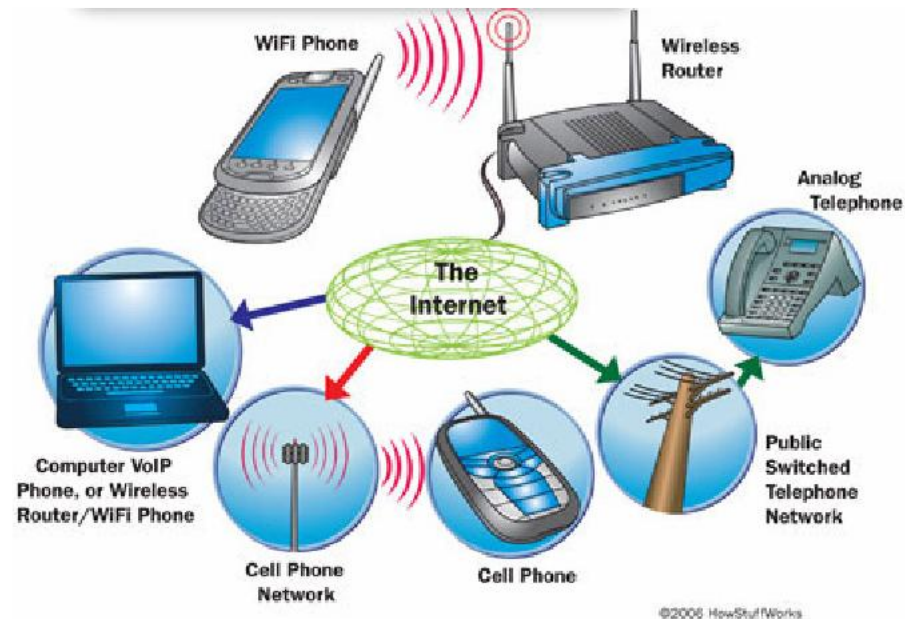 WiFi Phone
Wireless
Router
Analog
Telephone
The
Internet
Computer VoIP
Phone, or Wireless
Router/WiFi Phone
Cell Phone
Network
Cell Phone
Public
Switched
Telephone
Network
©2006 HowStuffWorks